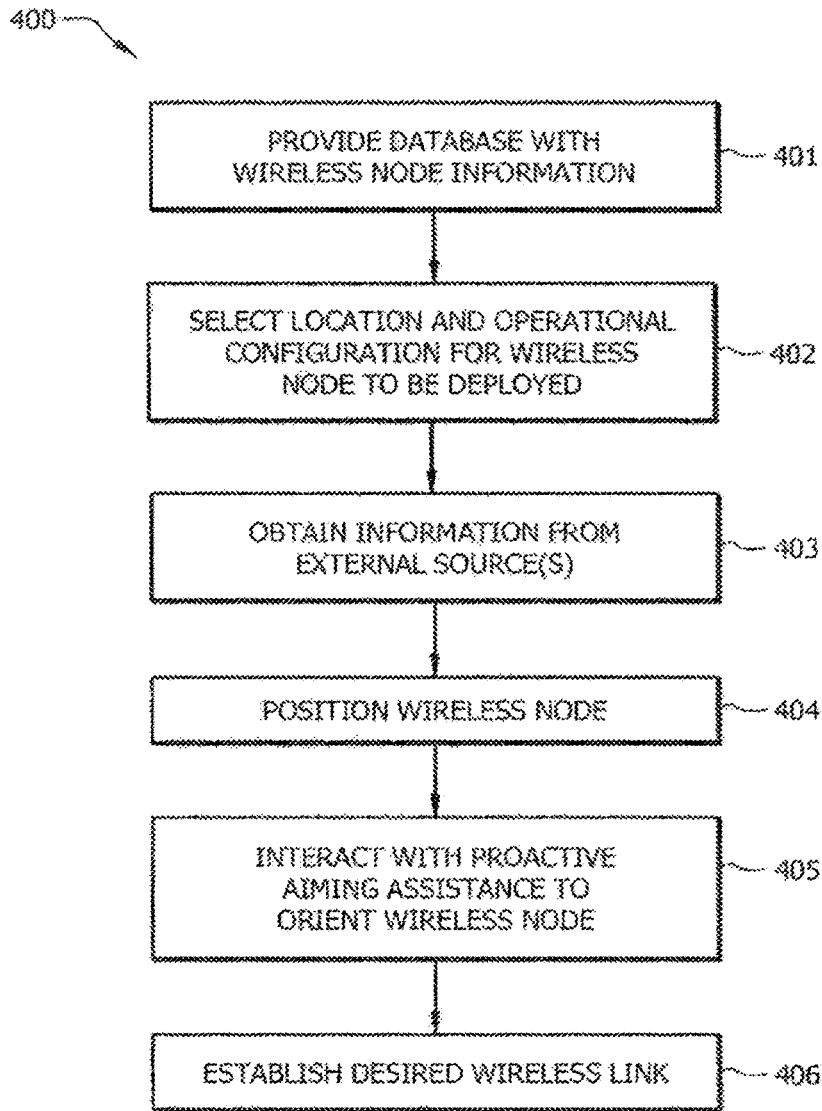 400
PROVIDE DATABASE WITH
WIRELESS NODE INFORMATION
401
SELECT LOCATION AND OPERATIONAL
CONFIGURATION FOR WIRELESS
NODE TO BE DEPLOYED
402
OBTAIN INFORMATION FROM
EXTERNAL SOURCE(S)
403
POSITION WIRELESS NODE
404
INTERACT WITH PROACTIVE
AIMING ASSISTANCE TO
ORIENT WIRELESS NODE
405
ESTABLISH DESIRED WIRELESS LINK
406